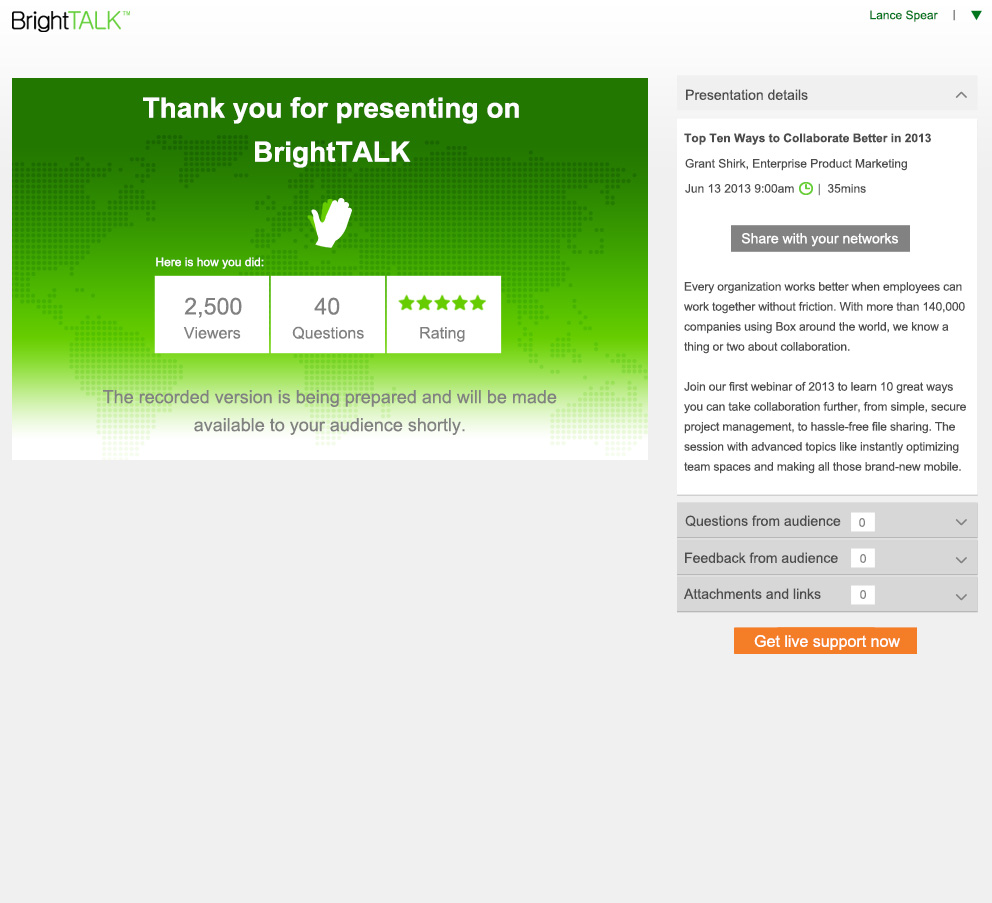 BrightTALK™
Lance Spear | ▼
Thank you for presenting on
BrightTALK
Here is how you did:
2,500
Viewers
40
Questions
Rating
The recorded version is being prepared and will be made
available to your audience shortly.
Presentation details
Top Ten Ways to Collaborate Better in 2013
Grant Shirk, Enterprise Product Marketing
Jun 13 2013 9:00am | 35mins
Share with your networks
Every organization works better when employees can
work together without friction. With more than 140,000
companies using Box around the world, we know a
thing or two about collaboration.
Join our first webinar of 2013 to learn 10 great ways
you can take collaboration further, from simple, secure
project management, to hassle-free file sharing. The
session with advanced topics like instantly optimizing
team spaces and making all those brand-new mobile.
Questions from audience 0
Feedback from audience 0
Attachments and links 0
Get live support now